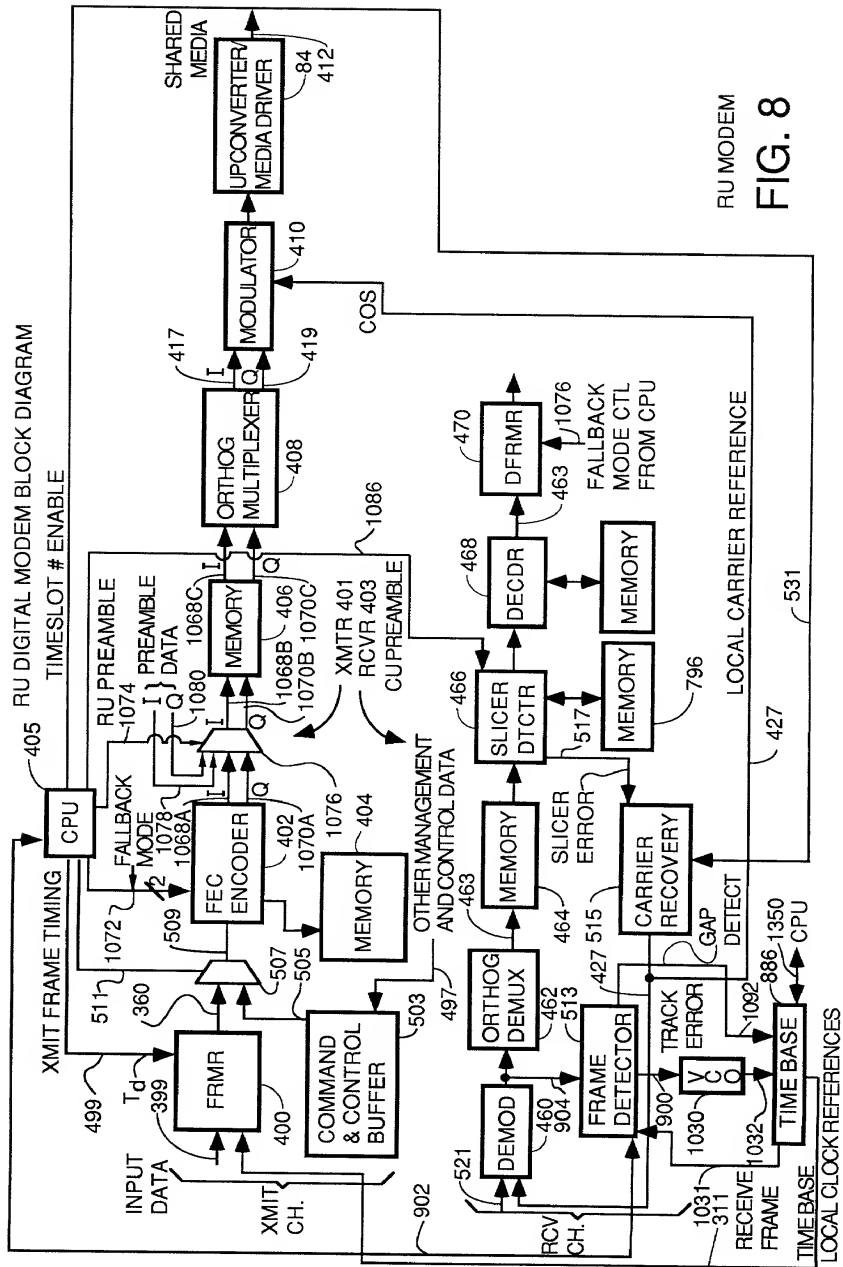 RU DIGITAL MODEM BLOCK DIAGRAM
TIMESLOT # ENABLE
405
CPU
XMIT FRAME TIMING
499
Td
511
1072
FALLBACK
MODE
2
1078
1068A
RU PREAMBLE
1074
I
Q
PREAMBLE
DATA
1080
INPUT
DATA
399
FRMR
400
360
507
509
FEC
ENCODER
402
I
Q
1070A
1076
I
Q
1068B
1070B
MEMORY
406
1068C
1070C
I
Q
ORTHOG
MULTIPLEXER
408
I
Q
417
419
MODULATOR
410
UPCONVERTER/
MEDIA DRIVER
84
412
SHARED
MEDIA
XMIT
CH.
COMMAND
& CONTROL
BUFFER
503
505
MEMORY
404
XMTR 401
RCVR 403
CU PREAMBLE
1086
COS
OTHER MANAGEMENT
AND CONTROL DATA
497
902
521
RCV
CH.
DEMOD
460
904
ORTHOG
DEMUX
462
463
MEMORY
464
SLICER
DTCTR
466
517
DECDR
468
463
DFRMR
470
1076
FALLBACK
MODE CTL
FROM CPU
MEMORY
796
MEMORY
FRAME
DETECTOR
513
427
515
CARRIER
RECOVERY
SLICER
ERROR
LOCAL CARRIER REFERENCE
427
531
GAP
DETECT
TRACK
ERROR
900
1092
VCO
1030
1032
TIME BASE
886
1350
CPU
1031
311
RECEIVE
FRAME
TIME BASE
LOCAL CLOCK REFERENCES
RU MODEM
FIG. 8